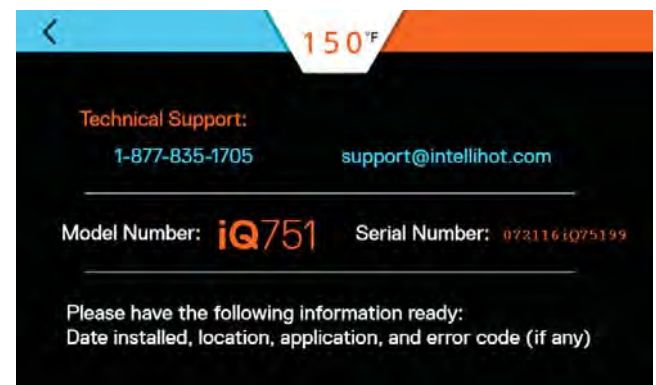 150°F
Technical Support:
1-877-835-1705 support@intellihot.com
Model Number: iQ751 Serial Number: 072116iQ75199
Please have the following information ready:
Date installed, location, application, and error code (if any)